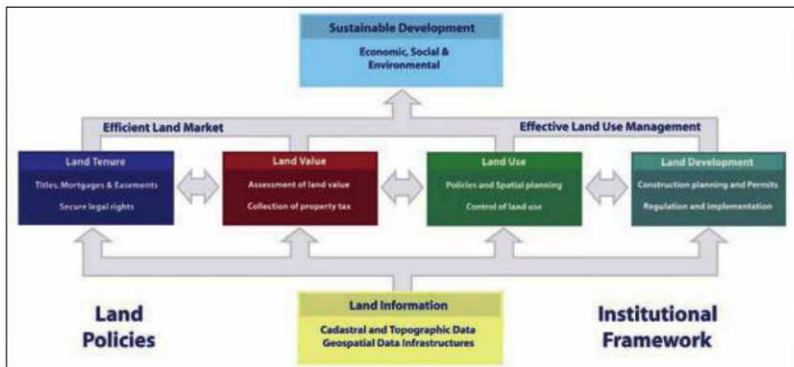 Sustainable Development
Economic, Social &
Environmental
Efficient Land Market
Effective Land Use Management
Land Tenure
Titles, Mortgages & Easements
Secure legal rights
Land Value
Assessment of land value
Collection of property tax
Land Use
Policies and Spatial planning
Control of land use
Land Development
Construction planning and Permits
Regulation and Implementation
Land
Policies
Land Information
Cadastral and Topographic Data
Geospatial Data Infrastructures
Institutional
Framework